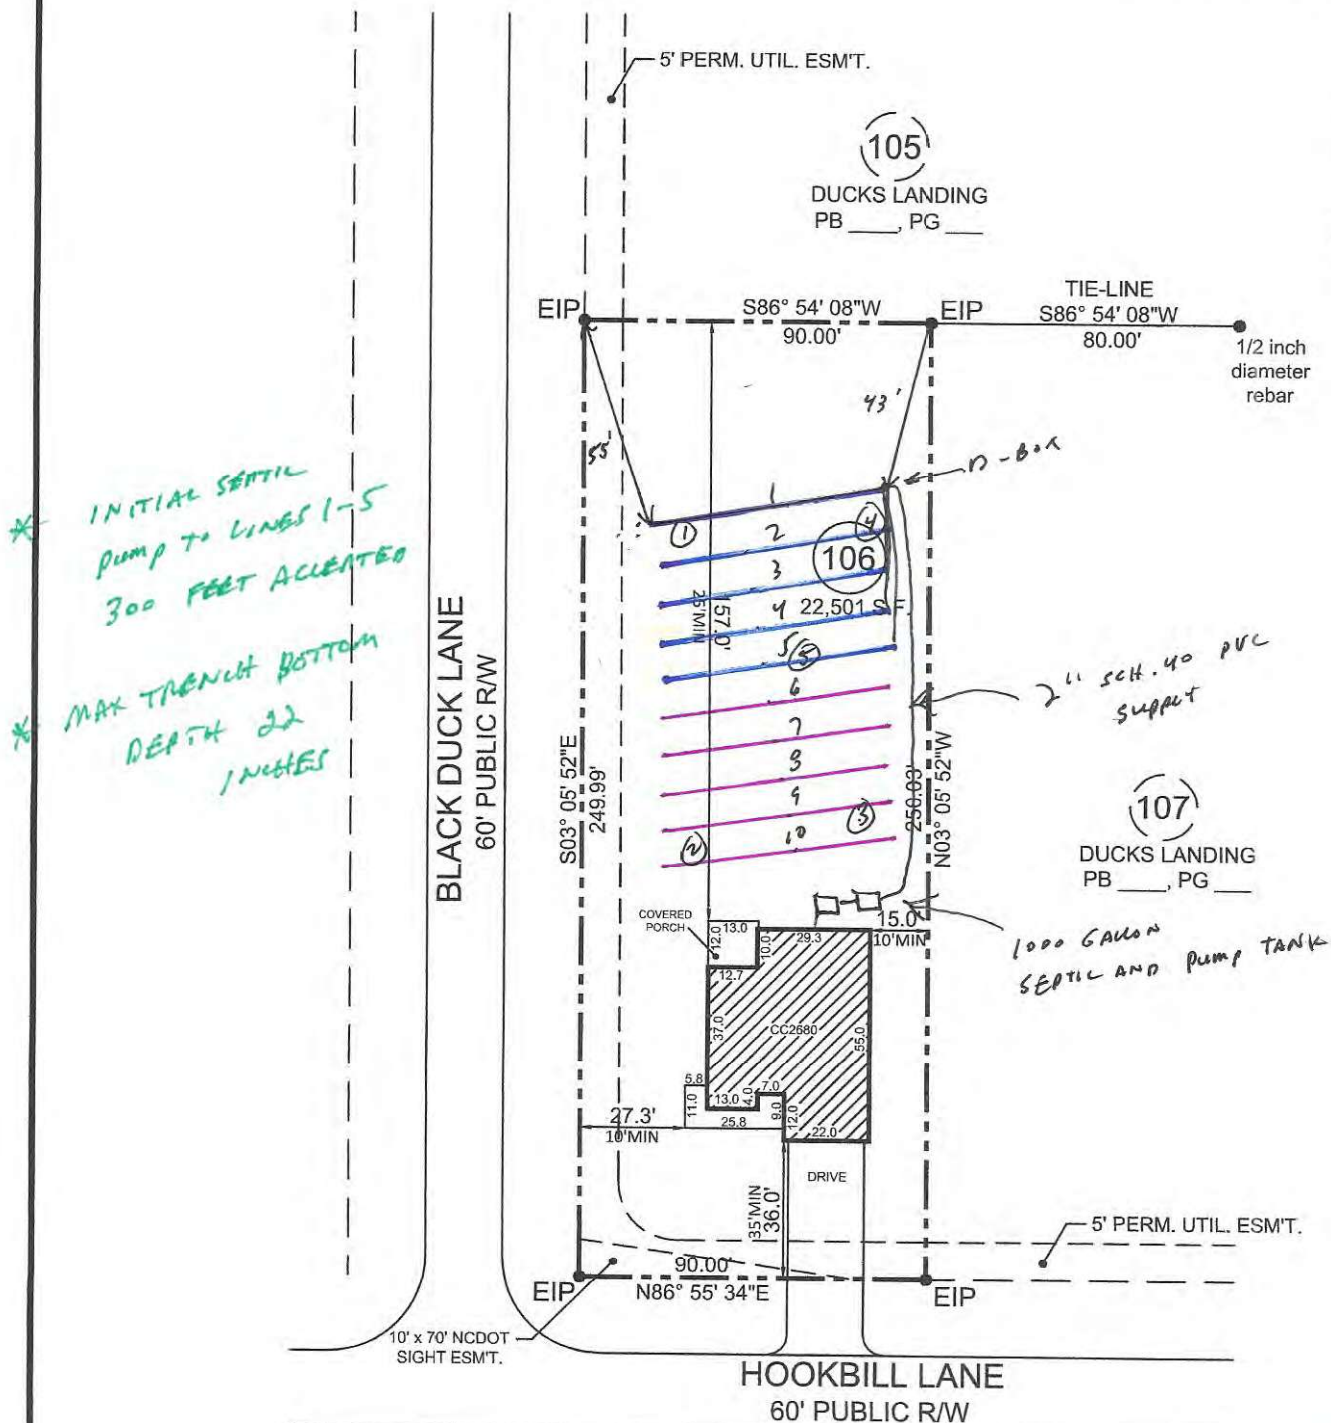 5' PERM. UTIL. ESM'T.
105
DUCKS LANDING
PB ____, PG ___
TIE-LINE
EIP
S86° 54' 08"W
90.00'
EIP
S86° 54' 08"W
80.00'
1/2 inch
diameter
rebar
43'
55'
D-BOX
* INITIAL SEPTIC
PUMP TO LINES 1-5
300 FEET ACCEPTED
* MAX TRENCH BOTTOM
DEPTH 22
INCHES
1
1
2
4
3
106
4
22,501 S.F.
5
5
6
7
8
9
3
10
2
157.0'
25'MIN
2" SCH. 40 PVC
SUPPLY
BLACK DUCK LANE
60' PUBLIC R/W
S03° 05' 52"E
249.99'
250.03'
N03° 05' 52"W
107
DUCKS LANDING
PB ____, PG ___
1000 GALLON
SEPTIC AND PUMP TANK
COVERED
PORCH
13.0
12.0
10.0
29.3
15.0'
10'MIN
12.7
37.0
CC2680
55.0
5.8
7.0
11.0
13.0
4.0
9.0
12.0
25.8
22.0
27.3'
10'MIN
DRIVE
35'MIN
36.0'
5' PERM. UTIL. ESM'T.
EIP
90.00'
N86° 55' 34"E
EIP
10' x 70' NCDOT
SIGHT ESM'T.
HOOKBILL LANE
60' PUBLIC R/W